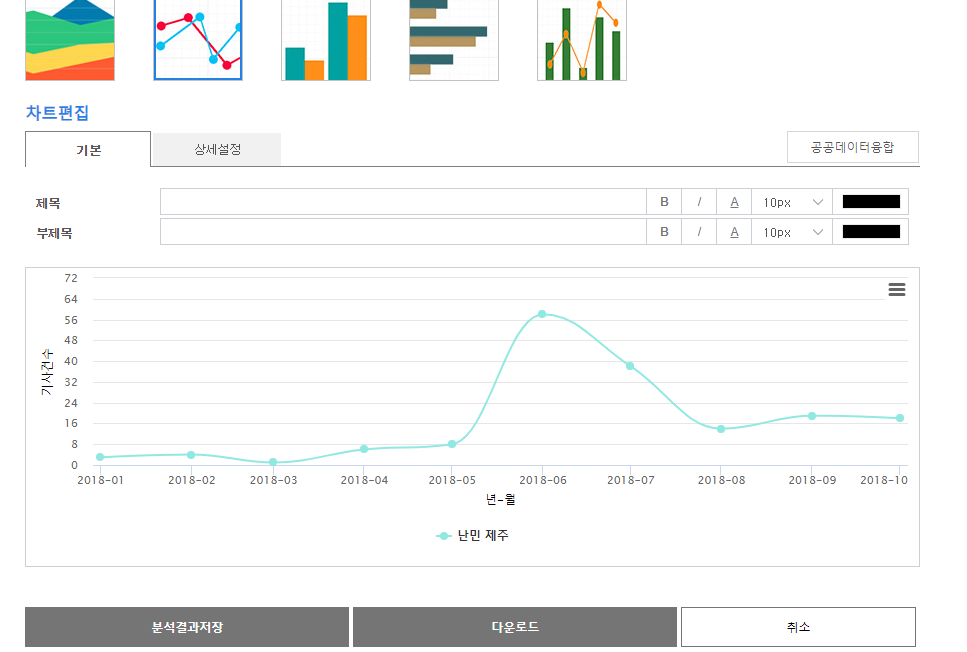 차트편집
기본
상세설정
공공데이터융합
제목
B
/
A
10px
부제목
B
/
A
10px
72
64
56
48
40
32
24
16
8
0
기사건수
2018-01
2018-02
2018-03
2018-04
2018-05
2018-06
2018-07
2018-08
2018-09
2018-10
년-월
난민 제주
분석결과저장
다운로드
취소